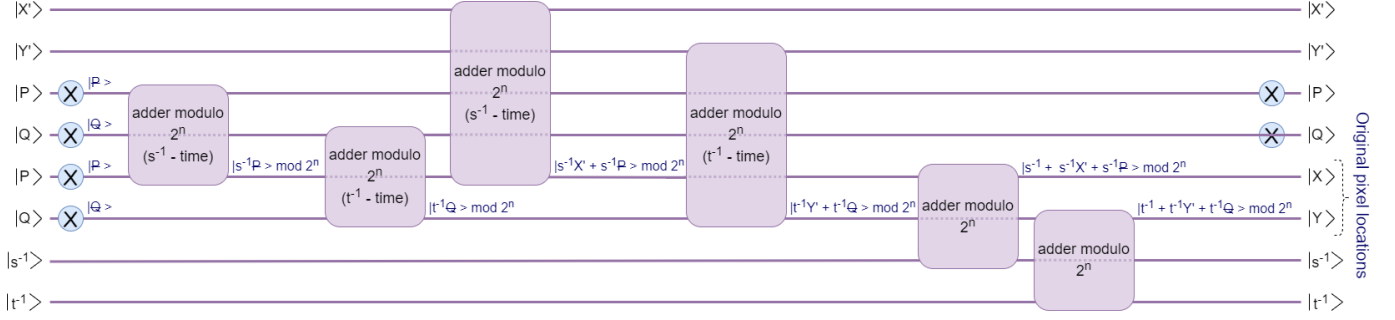 |X'> |X'>
|Y'> |Y'>
|P> X |P̶ > X |P>
|Q> X |Q̶ > X |Q>
|P> X |P̶ > |s⁻¹P̶ > mod 2ⁿ |s⁻¹X' + s⁻¹P̶ > mod 2ⁿ |s⁻¹ + s⁻¹X' + s⁻¹P̶ > mod 2ⁿ |X>
|Q> X |Q̶ > |t⁻¹Q̶ > mod 2ⁿ |t⁻¹Y' + t⁻¹Q̶ > mod 2ⁿ |t⁻¹ + t⁻¹Y' + t⁻¹Q̶ > mod 2ⁿ |Y>
|s⁻¹> |s⁻¹>
|t⁻¹> |t⁻¹>
adder modulo
2ⁿ
(s⁻¹ - time)
adder modulo
2ⁿ
(t⁻¹ - time)
adder modulo
2ⁿ
(s⁻¹ - time)
adder modulo
2ⁿ
(t⁻¹ - time)
adder modulo
2ⁿ
adder modulo
2ⁿ
Original pixel locations